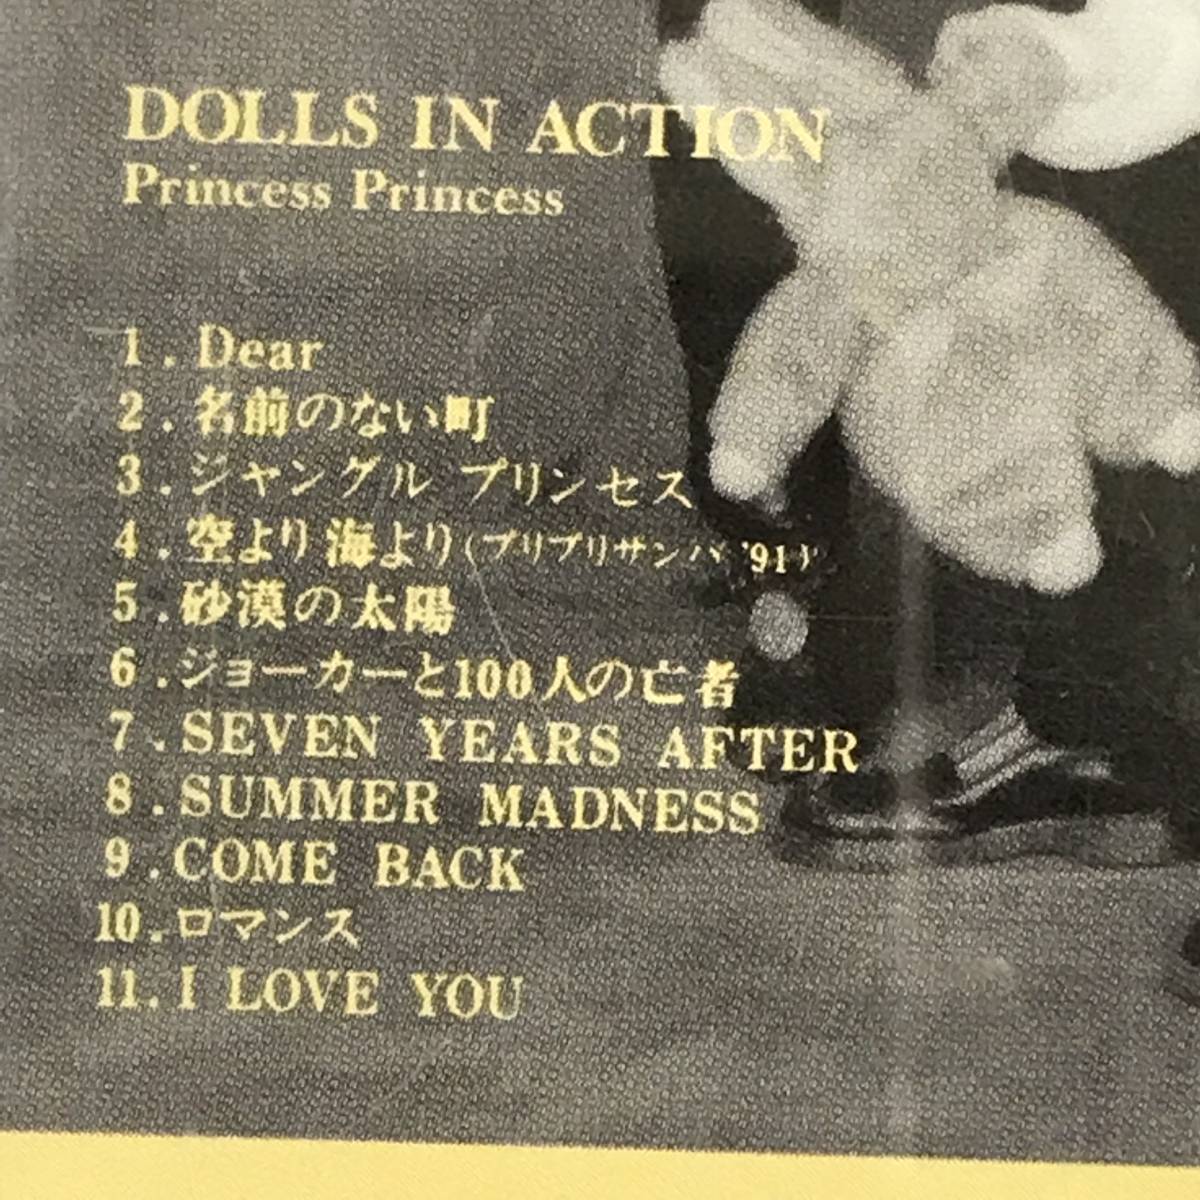 DOLLS IN ACTION
Princess Princess
1. Dear
2. 名前のない町
3. ジャングル プリンセス
4. 空より 海より (プリプリサンバ '91)
5. 砂漠の太陽
6. ジョーカーと100人の亡者
7. SEVEN YEARS AFTER
8. SUMMER MADNESS
9. COME BACK
10. ロマンス
11. I LOVE YOU